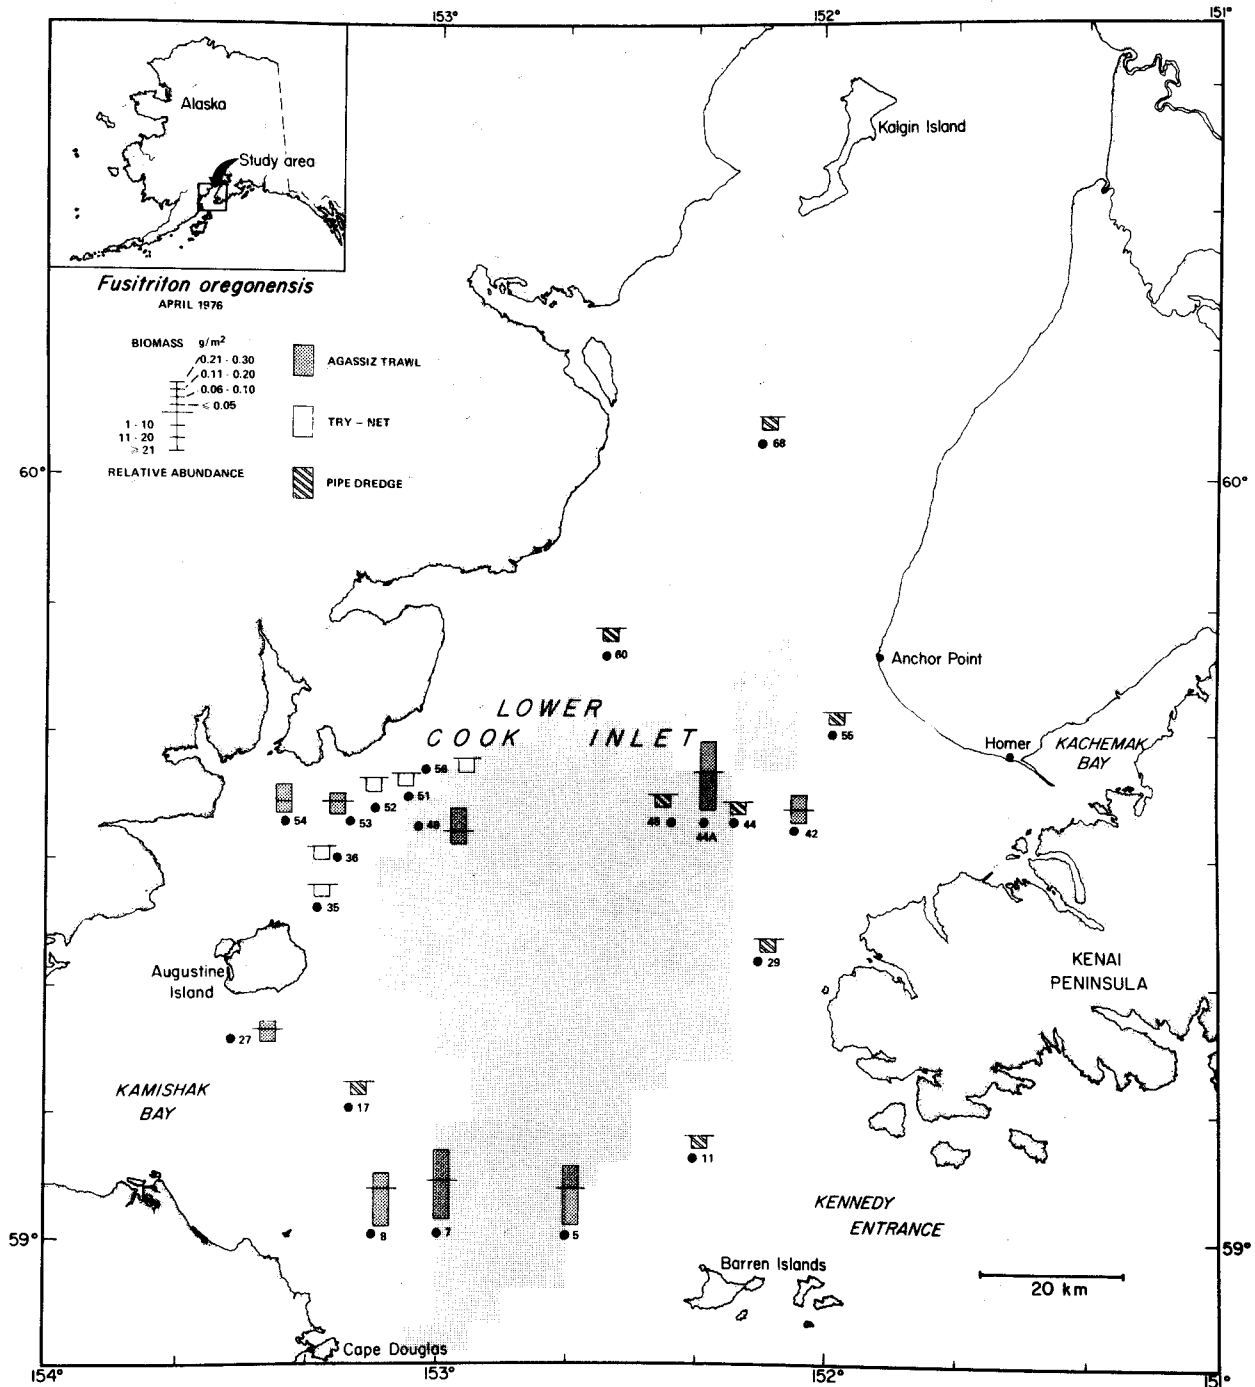 153°
152°
151°
Alaska
Study area
Kalgin Island
Fusitriton oregonensis
APRIL 1976
BIOMASS g/m²
0.21 - 0.30
0.11 - 0.20
0.06 - 0.10
≤ 0.05
1 - 10
11 - 20
≥ 21
RELATIVE ABUNDANCE
AGASSIZ TRAWL
TRY - NET
PIPE DREDGE
68
60°
60°
60
Anchor Point
LOWER
COOK INLET
55
Homer
KACHEMAK
BAY
56
51
52
54
53
49
46
44A
44
42
36
35
29
Augustine
Island
KENAI
PENINSULA
27
KAMISHAK
BAY
17
11
8
7
5
KENNEDY
ENTRANCE
59°
59°
Barren Islands
20 km
Cape Douglas
154°
153°
152°
151°